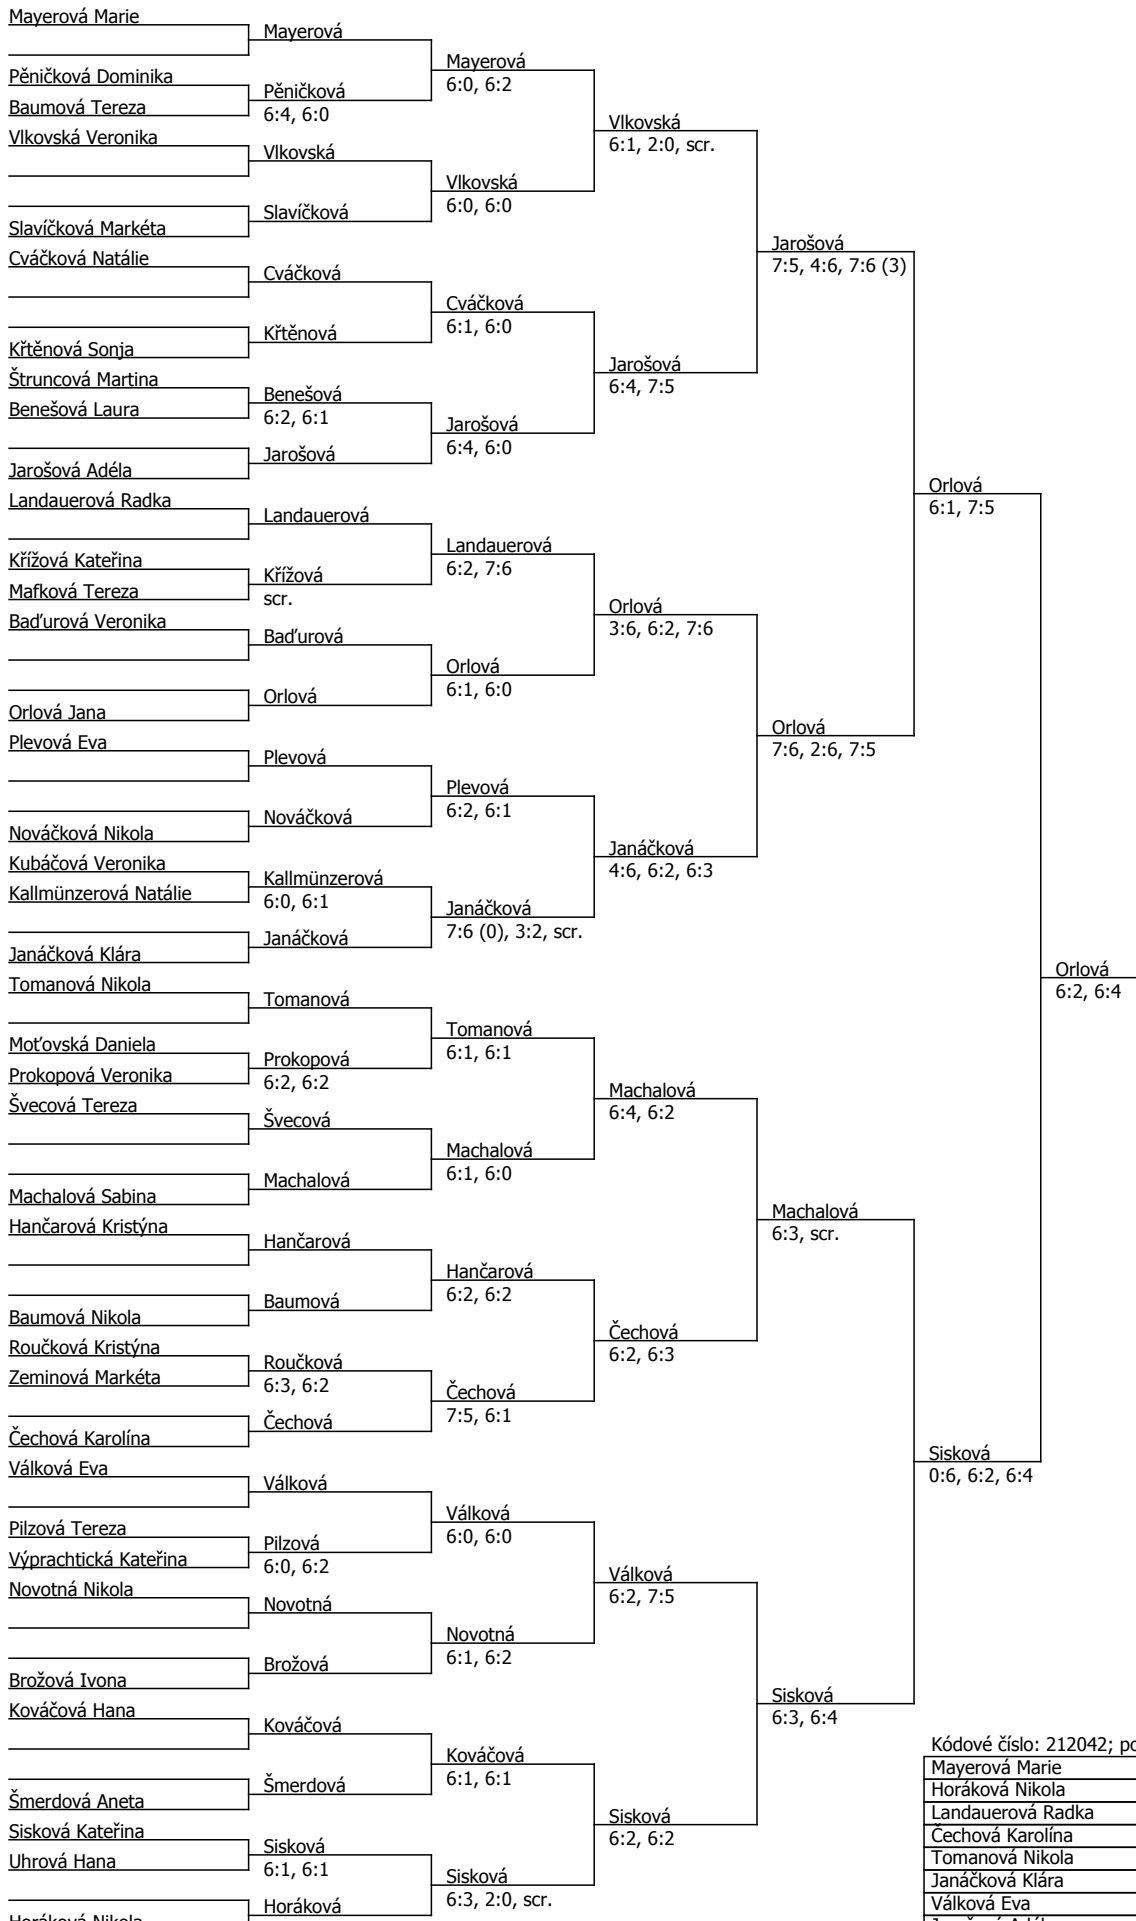 Mayerová Marie
Mayerová
Mayerová
6:0, 6:2
Pěničková Dominika
Pěničková
Baumová Tereza
6:4, 6:0
Vlkovská
6:1, 2:0, scr.
Vlkovská Veronika
Vlkovská
Vlkovská
6:0, 6:0
Slavíčková
Slavíčková Markéta
Jarošová
7:5, 4:6, 7:6 (3)
Cváčková Natálie
Cváčková
Cváčková
6:1, 6:0
Křtěnová
Křtěnová Sonja
Jarošová
6:4, 7:5
Štruncová Martina
Benešová
Benešová Laura
6:2, 6:1
Jarošová
6:4, 6:0
Jarošová
Jarošová Adéla
Orlová
6:1, 7:5
Landauerová Radka
Landauerová
Landauerová
6:2, 7:6
Křížová Kateřina
Křížová
Mafková Tereza
scr.
Orlová
3:6, 6:2, 7:6
Baďurová Veronika
Baďurová
Orlová
6:1, 6:0
Orlová
Orlová Jana
Orlová
7:6, 2:6, 7:5
Plevová Eva
Plevová
Plevová
6:2, 6:1
Nováčková
Nováčková Nikola
Janáčková
4:6, 6:2, 6:3
Kubáčová Veronika
Kallmünzerová
Kallmünzerová Natálie
6:0, 6:1
Janáčková
7:6 (0), 3:2, scr.
Janáčková
Janáčková Klára
Orlová
6:2, 6:4
Tomanová Nikola
Tomanová
Tomanová
6:1, 6:1
Moťovská Daniela
Prokopová
Prokopová Veronika
6:2, 6:2
Machalová
6:4, 6:2
Švecová Tereza
Švecová
Machalová
6:1, 6:0
Machalová
Machalová Sabina
Machalová
6:3, scr.
Hančarová Kristýna
Hančarová
Hančarová
6:2, 6:2
Baumová
Baumová Nikola
Čechová
6:2, 6:3
Roučková Kristýna
Roučková
Zeminová Markéta
6:3, 6:2
Čechová
7:5, 6:1
Čechová
Čechová Karolína
Sisková
0:6, 6:2, 6:4
Válková Eva
Válková
Válková
6:0, 6:0
Pilzová Tereza
Pilzová
Výprachtická Kateřina
6:0, 6:2
Válková
6:2, 7:5
Novotná Nikola
Novotná
Novotná
6:1, 6:2
Brožová
Brožová Ivona
Sisková
6:3, 6:4
Kováčová Hana
Kováčová
Kováčová
6:1, 6:1
Šmerdová
Šmerdová Aneta
Sisková
6:2, 6:2
Sisková Kateřina
Sisková
Uhrová Hana
6:1, 6:1
Sisková
6:3, 2:0, scr.
Horáková
Kódové číslo: 212042;
Mayerová Marie
Horáková Nikola
Landauerová Radka
Čechová Karolína
Tomanová Nikola
Janáčková Klára
Válková Eva